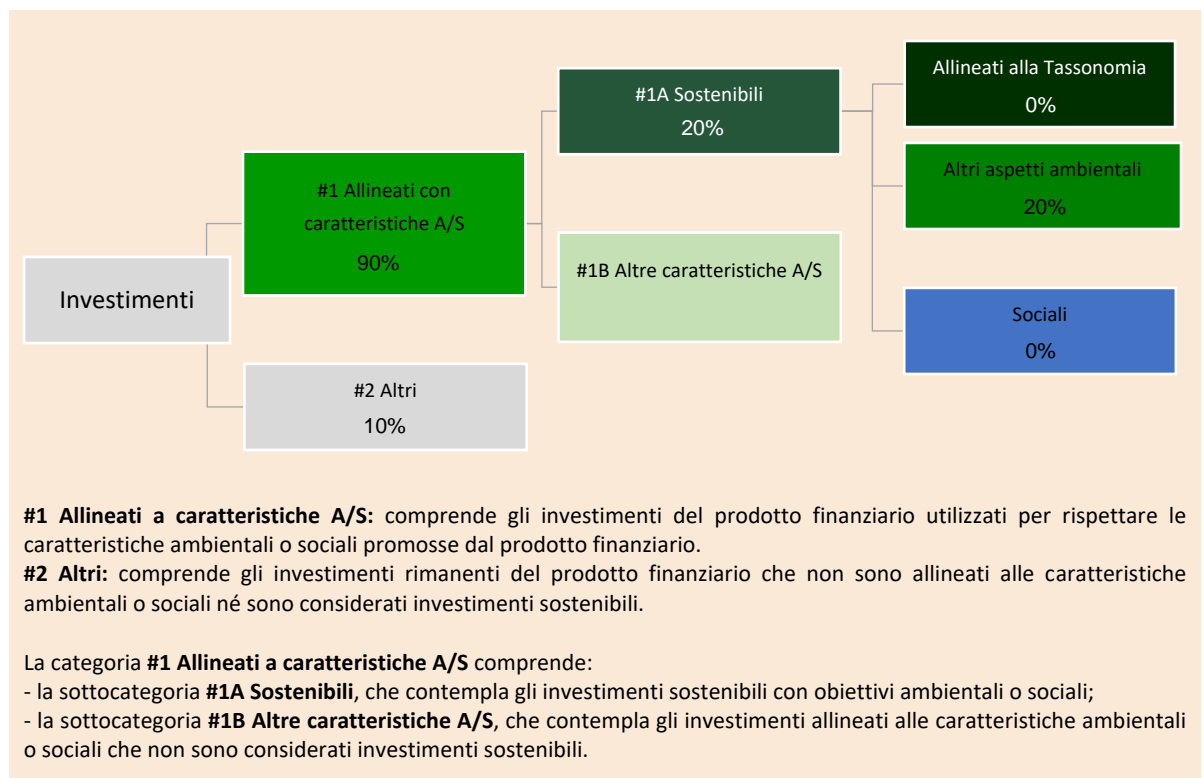 Investimenti
#1 Allineati con
caratteristiche A/S
90%
#2 Altri
10%
#1A Sostenibili
20%
#1B Altre caratteristiche A/S
Allineati alla Tassonomia
0%
Altri aspetti ambientali
20%
Sociali
0%
#1 Allineati a caratteristiche A/S: comprende gli investimenti del prodotto finanziario utilizzati per rispettare le
caratteristiche ambientali o sociali promosse dal prodotto finanziario.
#2 Altri: comprende gli investimenti rimanenti del prodotto finanziario che non sono allineati alle caratteristiche
ambientali o sociali né sono considerati investimenti sostenibili.
La categoria #1 Allineati a caratteristiche A/S comprende:
- la sottocategoria #1A Sostenibili, che contempla gli investimenti sostenibili con obiettivi ambientali o sociali;
- la sottocategoria #1B Altre caratteristiche A/S, che contempla gli investimenti allineati alle caratteristiche ambientali
o sociali che non sono considerati investimenti sostenibili.